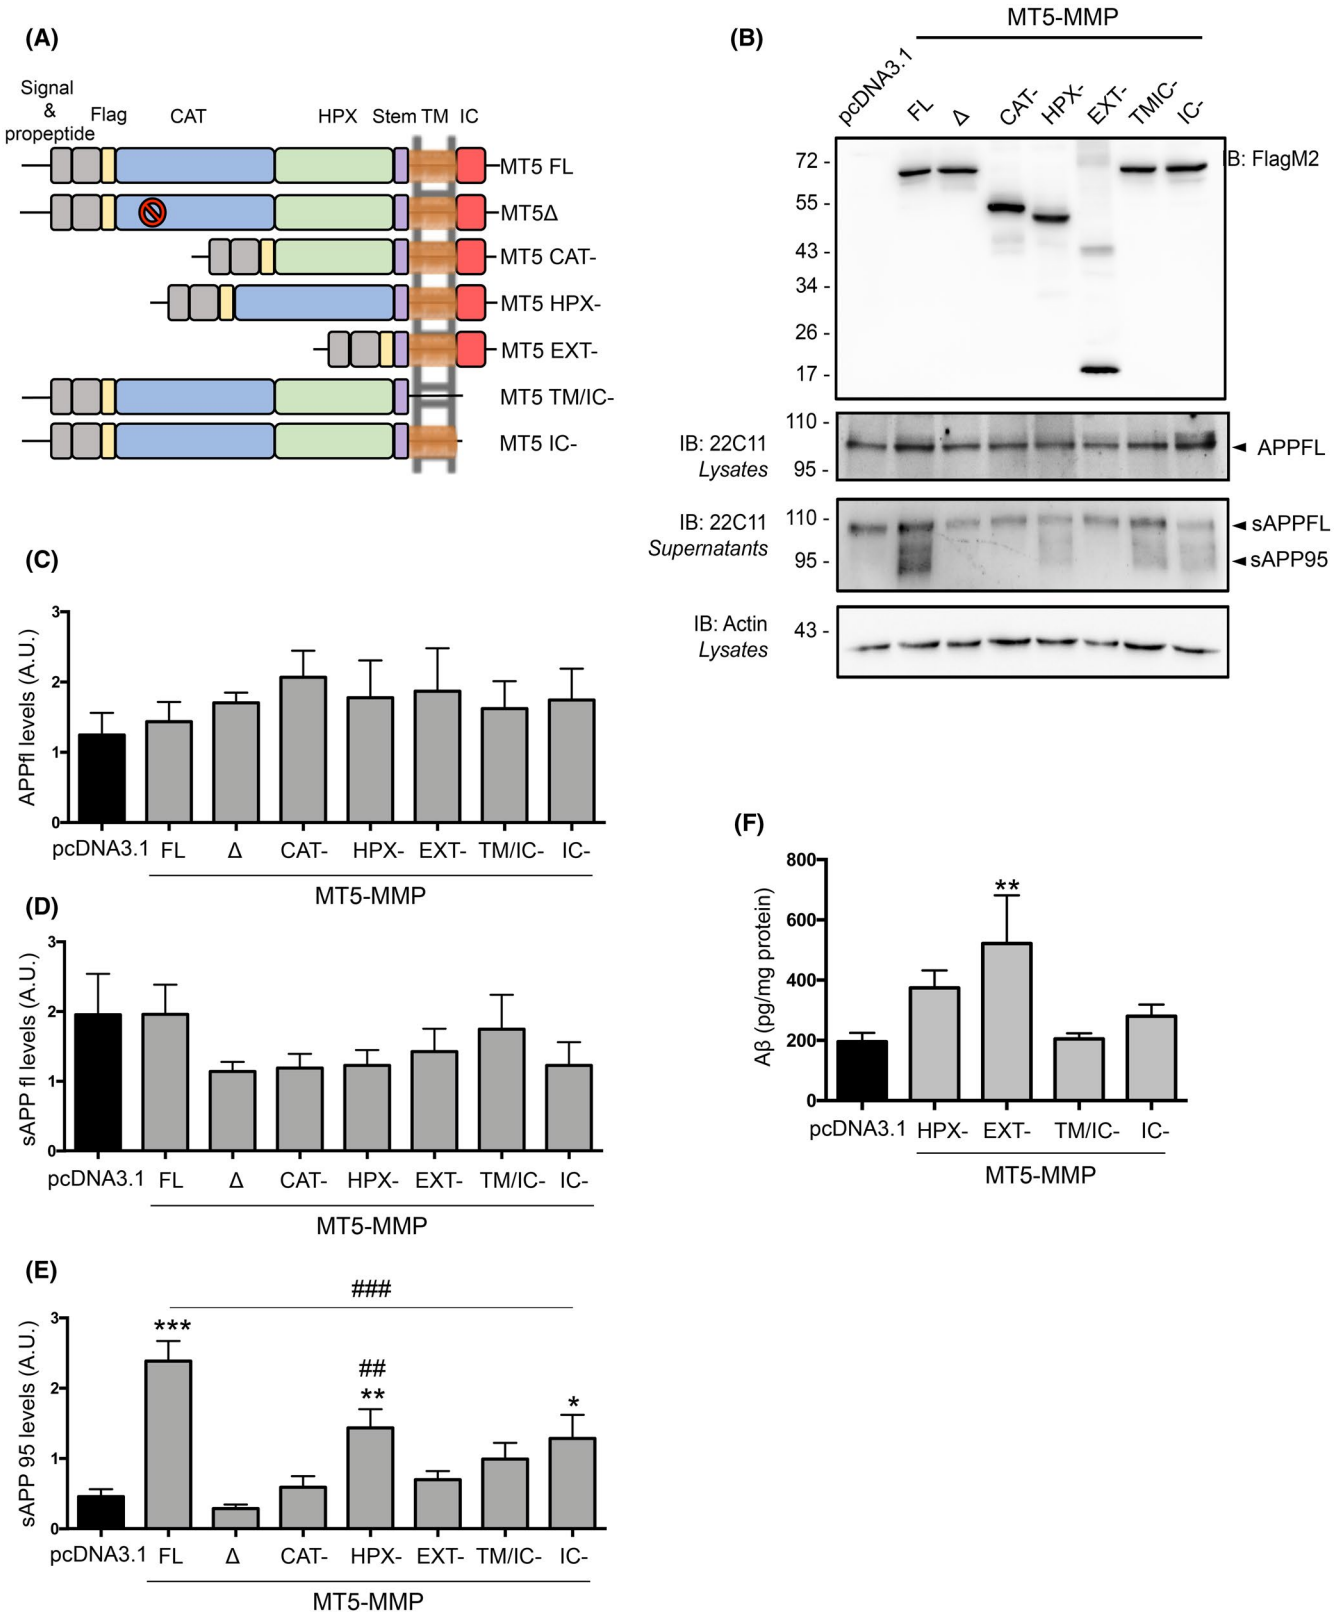 (A)
Signal
&
propeptide
Flag
CAT
HPX
Stem
TM
IC
MT5 FL
MT5Δ
MT5 CAT-
MT5 HPX-
MT5 EXT-
MT5 TM/IC-
MT5 IC-
(B)
MT5-MMP
pcDNA3.1
FL
Δ
CAT-
HPX-
EXT-
TMIC-
IC-
IB: FlagM2
72 -
55 -
43 -
34 -
26 -
17 -
IB: 22C11
Lysates
110 -
95 -
APPFL
IB: 22C11
Supernatants
110 -
95 -
sAPPFL
sAPP95
IB: Actin
Lysates
43 -
(C)
APPfl levels (A.U.)
3
2
1
0
pcDNA3.1 FL Δ CAT- HPX- EXT- TM/IC- IC-
MT5-MMP
(D)
sAPP fl levels (A.U.)
3
2
1
0
pcDNA3.1 FL Δ CAT- HPX- EXT- TM/IC- IC-
MT5-MMP
(E)
sAPP 95 levels (A.U.)
3
2
1
0
###
***
##
**
*
pcDNA3.1 FL Δ CAT- HPX- EXT- TM/IC- IC-
MT5-MMP
(F)
Aβ (pg/mg protein)
800
600
400
200
0
**
pcDNA3.1 HPX- EXT- TM/IC- IC-
MT5-MMP